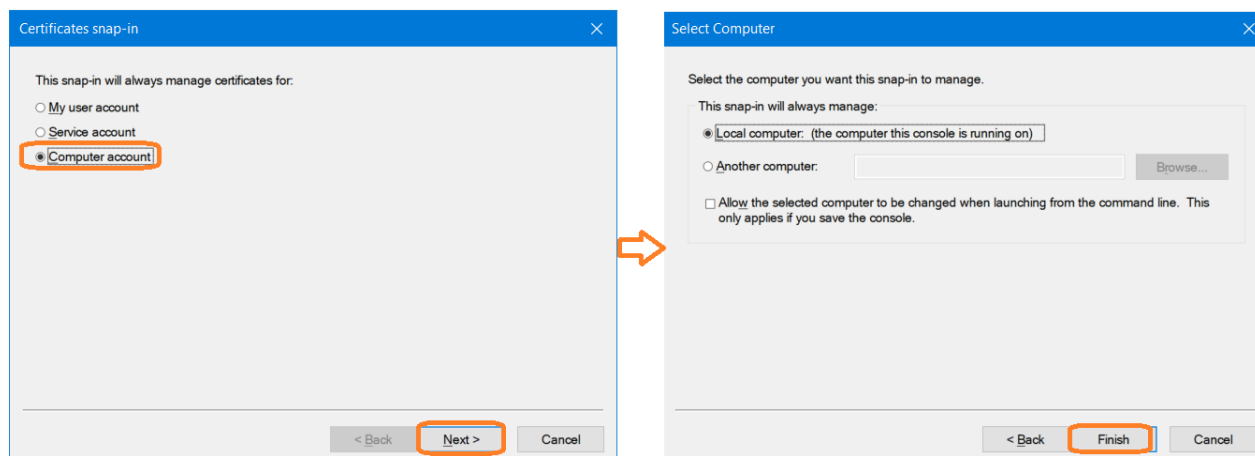 Certificates snap-in
This snap-in will always manage certificates for:
My user account
Service account
Computer account
< Back
Next >
Cancel
Select Computer
Select the computer you want this snap-in to manage.
This snap-in will always manage:
Local computer: (the computer this console is running on)
Another computer:
Browse...
Allow the selected computer to be changed when launching from the command line. This
only applies if you save the console.
< Back
Finish
Cancel